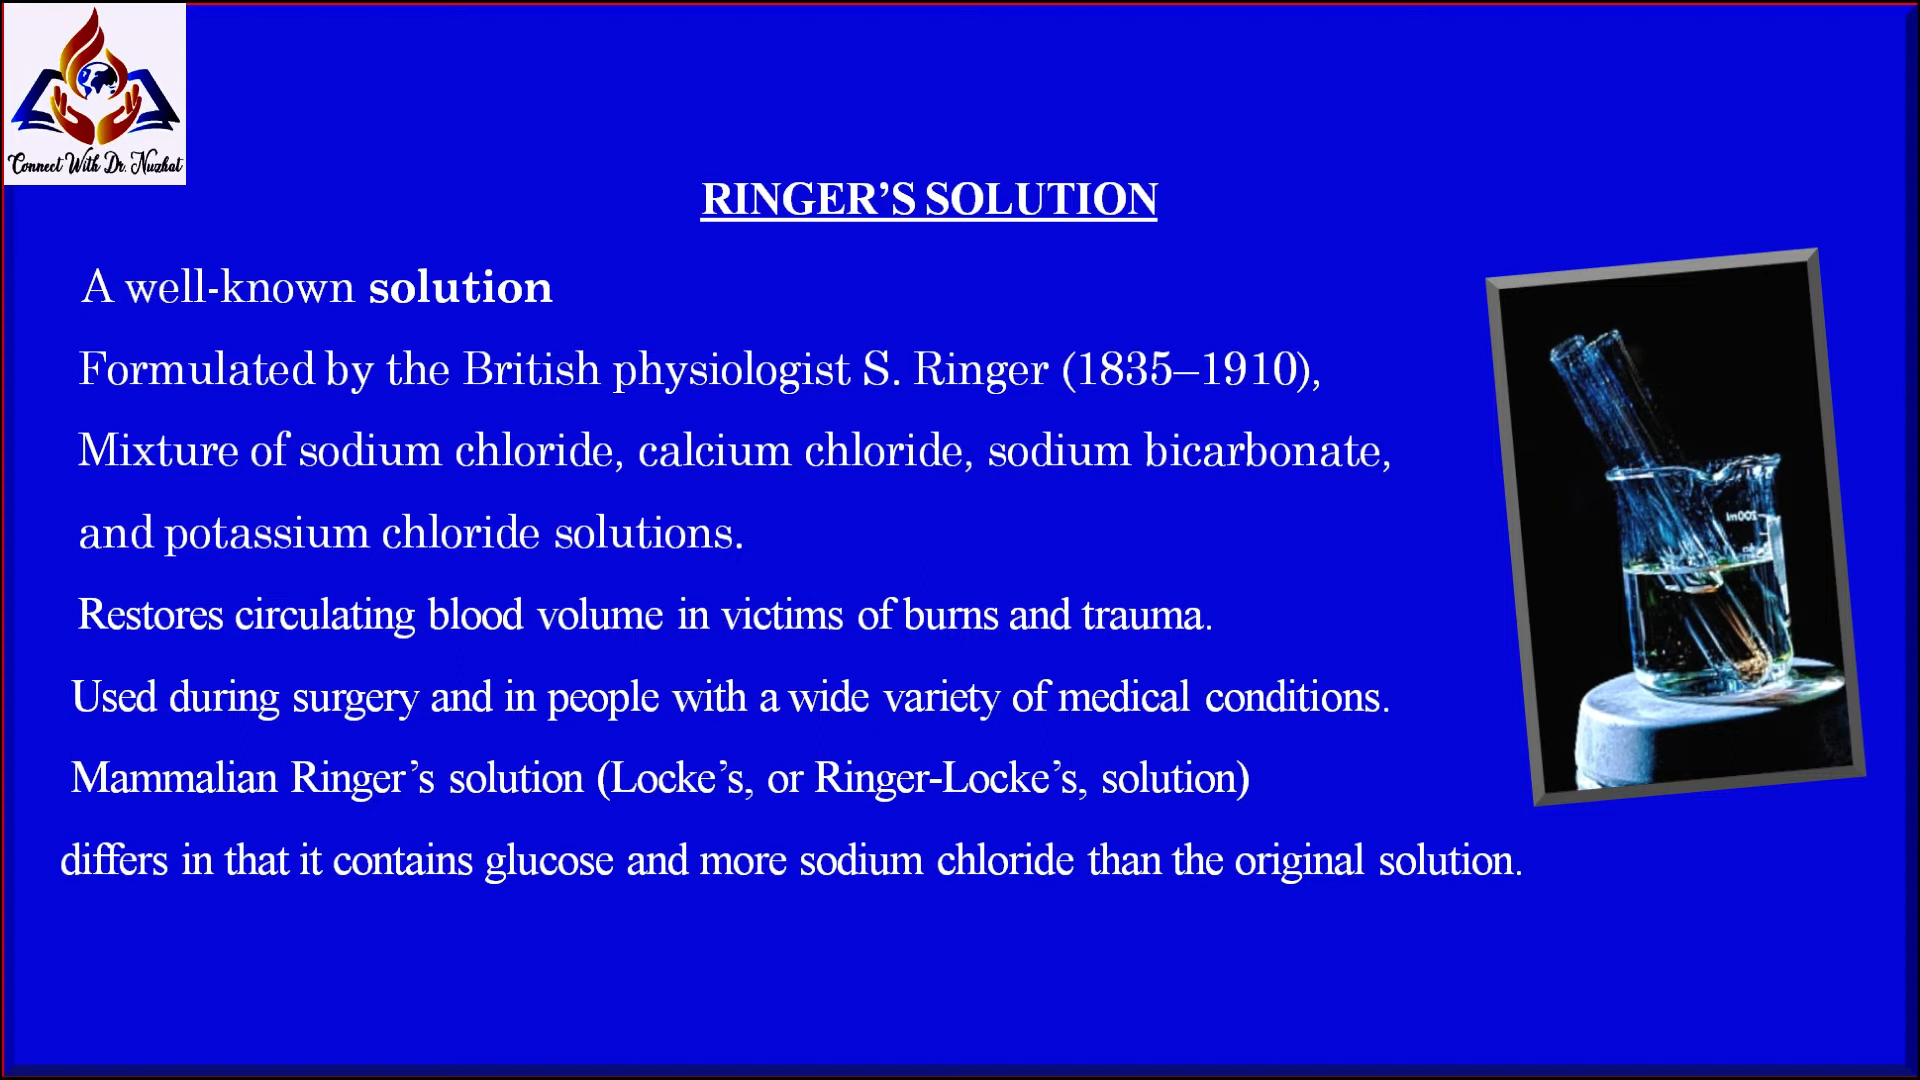 Connect With Dr. Nuzhat
RINGER’S SOLUTION
A well-known solution
Formulated by the British physiologist S. Ringer (1835–1910),
Mixture of sodium chloride, calcium chloride, sodium bicarbonate,
and potassium chloride solutions.
Restores circulating blood volume in victims of burns and trauma.
Used during surgery and in people with a wide variety of medical conditions.
Mammalian Ringer’s solution (Locke’s, or Ringer-Locke’s, solution)
differs in that it contains glucose and more sodium chloride than the original solution.
200ml